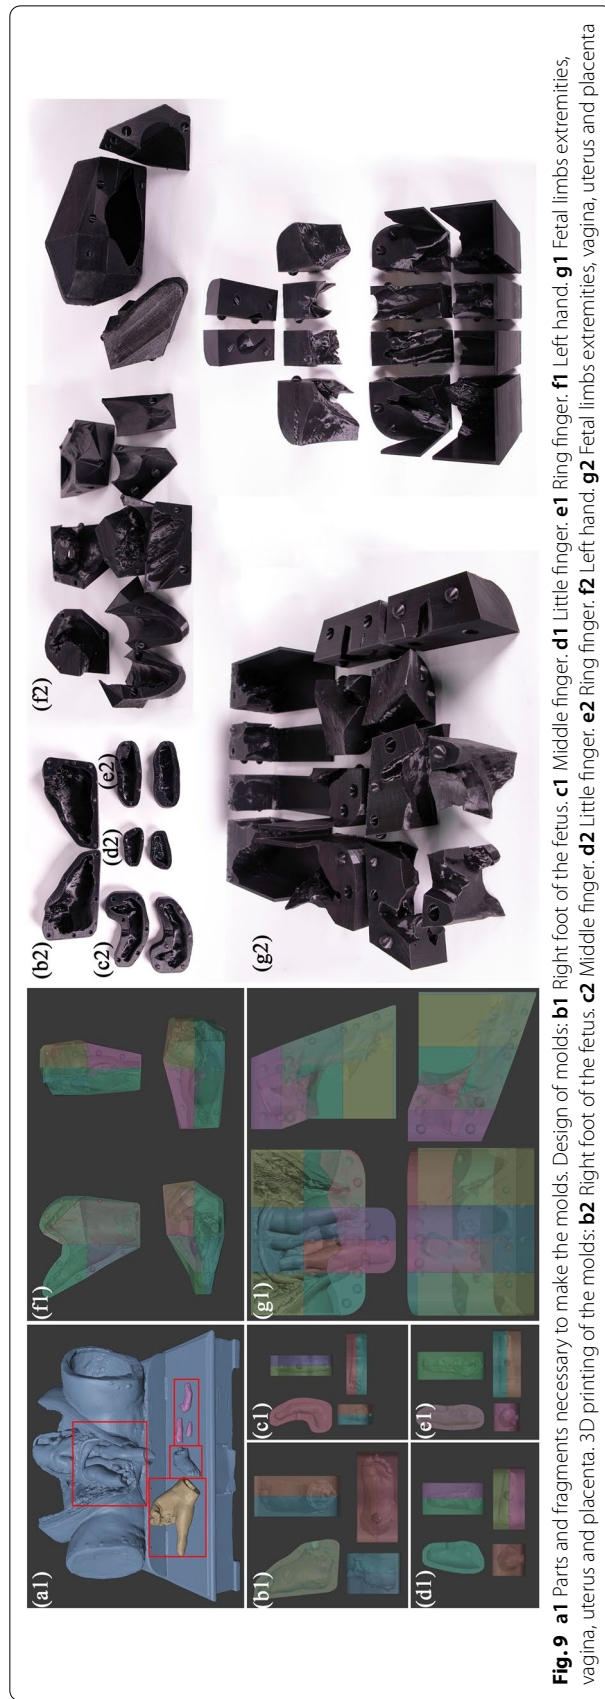 (a1)
(b1)
(c1)
(d1)
(e1)
(f1)
(g1)
(b2)
(c2)
(d2)
(e2)
(f2)
(g2)
Fig. 9 a1 Parts and fragments necessary to make the molds. Design of molds: b1 Right foot of the fetus. c1 Middle finger. d1 Little finger. e1 Ring finger. f1 Left hand. g1 Fetal limbs extremities,
vagina, uterus and placenta. 3D printing of the molds: b2 Right foot of the fetus. c2 Middle finger. d2 Little finger. e2 Ring finger. f2 Left hand. g2 Fetal limbs extremities, vagina, uterus and placenta